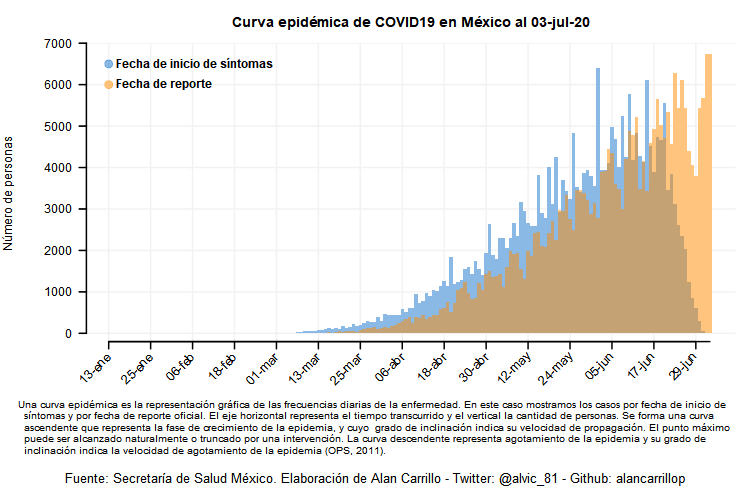 Curva epidémica de COVID19 en México al 03-jul-20
Fecha de inicio de síntomas
Fecha de reporte
Número de personas
7000
6000
5000
4000
3000
2000
1000
0
13-ene
25-ene
06-feb
18-feb
01-mar
13-mar
25-mar
06-abr
18-abr
30-abr
12-may
24-may
05-jun
17-jun
29-jun
Una curva epidémica es la representación gráfica de las frecuencias diarias de la enfermedad. En este caso mostramos los casos por fecha de inicio de
síntomas y por fecha de reporte oficial. El eje horizontal representa el tiempo transcurrido y el vertical la cantidad de personas. Se forma una curva
ascendente que representa la fase de crecimiento de la epidemia, y cuyo grado de inclinación indica su velocidad de propagación. El punto máximo
puede ser alcanzado naturalmente o truncado por una intervención. La curva descendente representa agotamiento de la epidemia y su grado de
inclinación indica la velocidad de agotamiento de la epidemia (OPS, 2011).
Fuente: Secretaría de Salud México. Elaboración de Alan Carrillo - Twitter: @alvic_81 - Github: alancarrillop